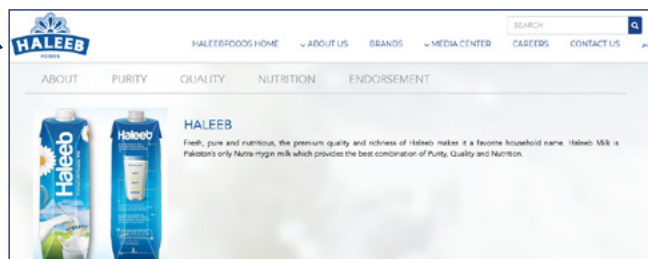 SEARCH
HALEEB
FOODS
HALEEBFOODS HOME ABOUT US BRANDS MEDIA CENTER CAREERS CONTACT US
ABOUT PURITY QUALITY NUTRITION ENDORSEMENT
Haleeb
Haleeb
HALEEB
Fresh, pure and nutritious, the premium quality and richness of Haleeb makes it a favorite household name. Haleeb Milk is
Pakistan's only Nutra-Hygin milk which provides the best combination of Purity, Quality and Nutrition.